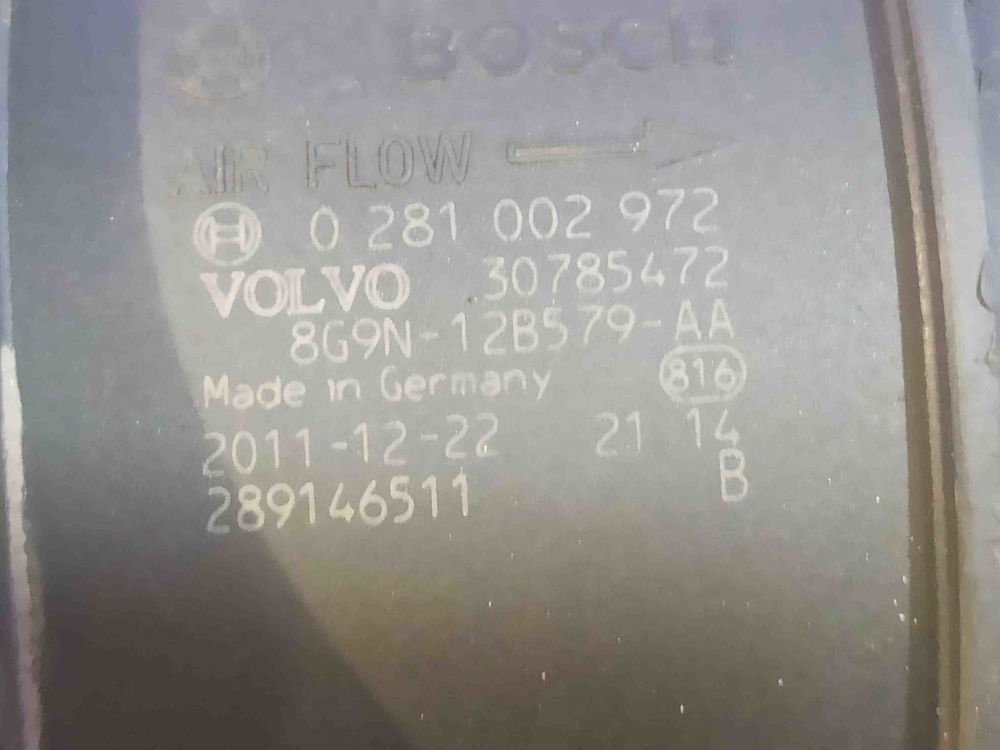 BOSCH
AIR FLOW
0 281 002 972
VOLVO 30785472
8G9N-12B579-AA
Made in Germany 816
2011-12-22 21 14
289146511 B